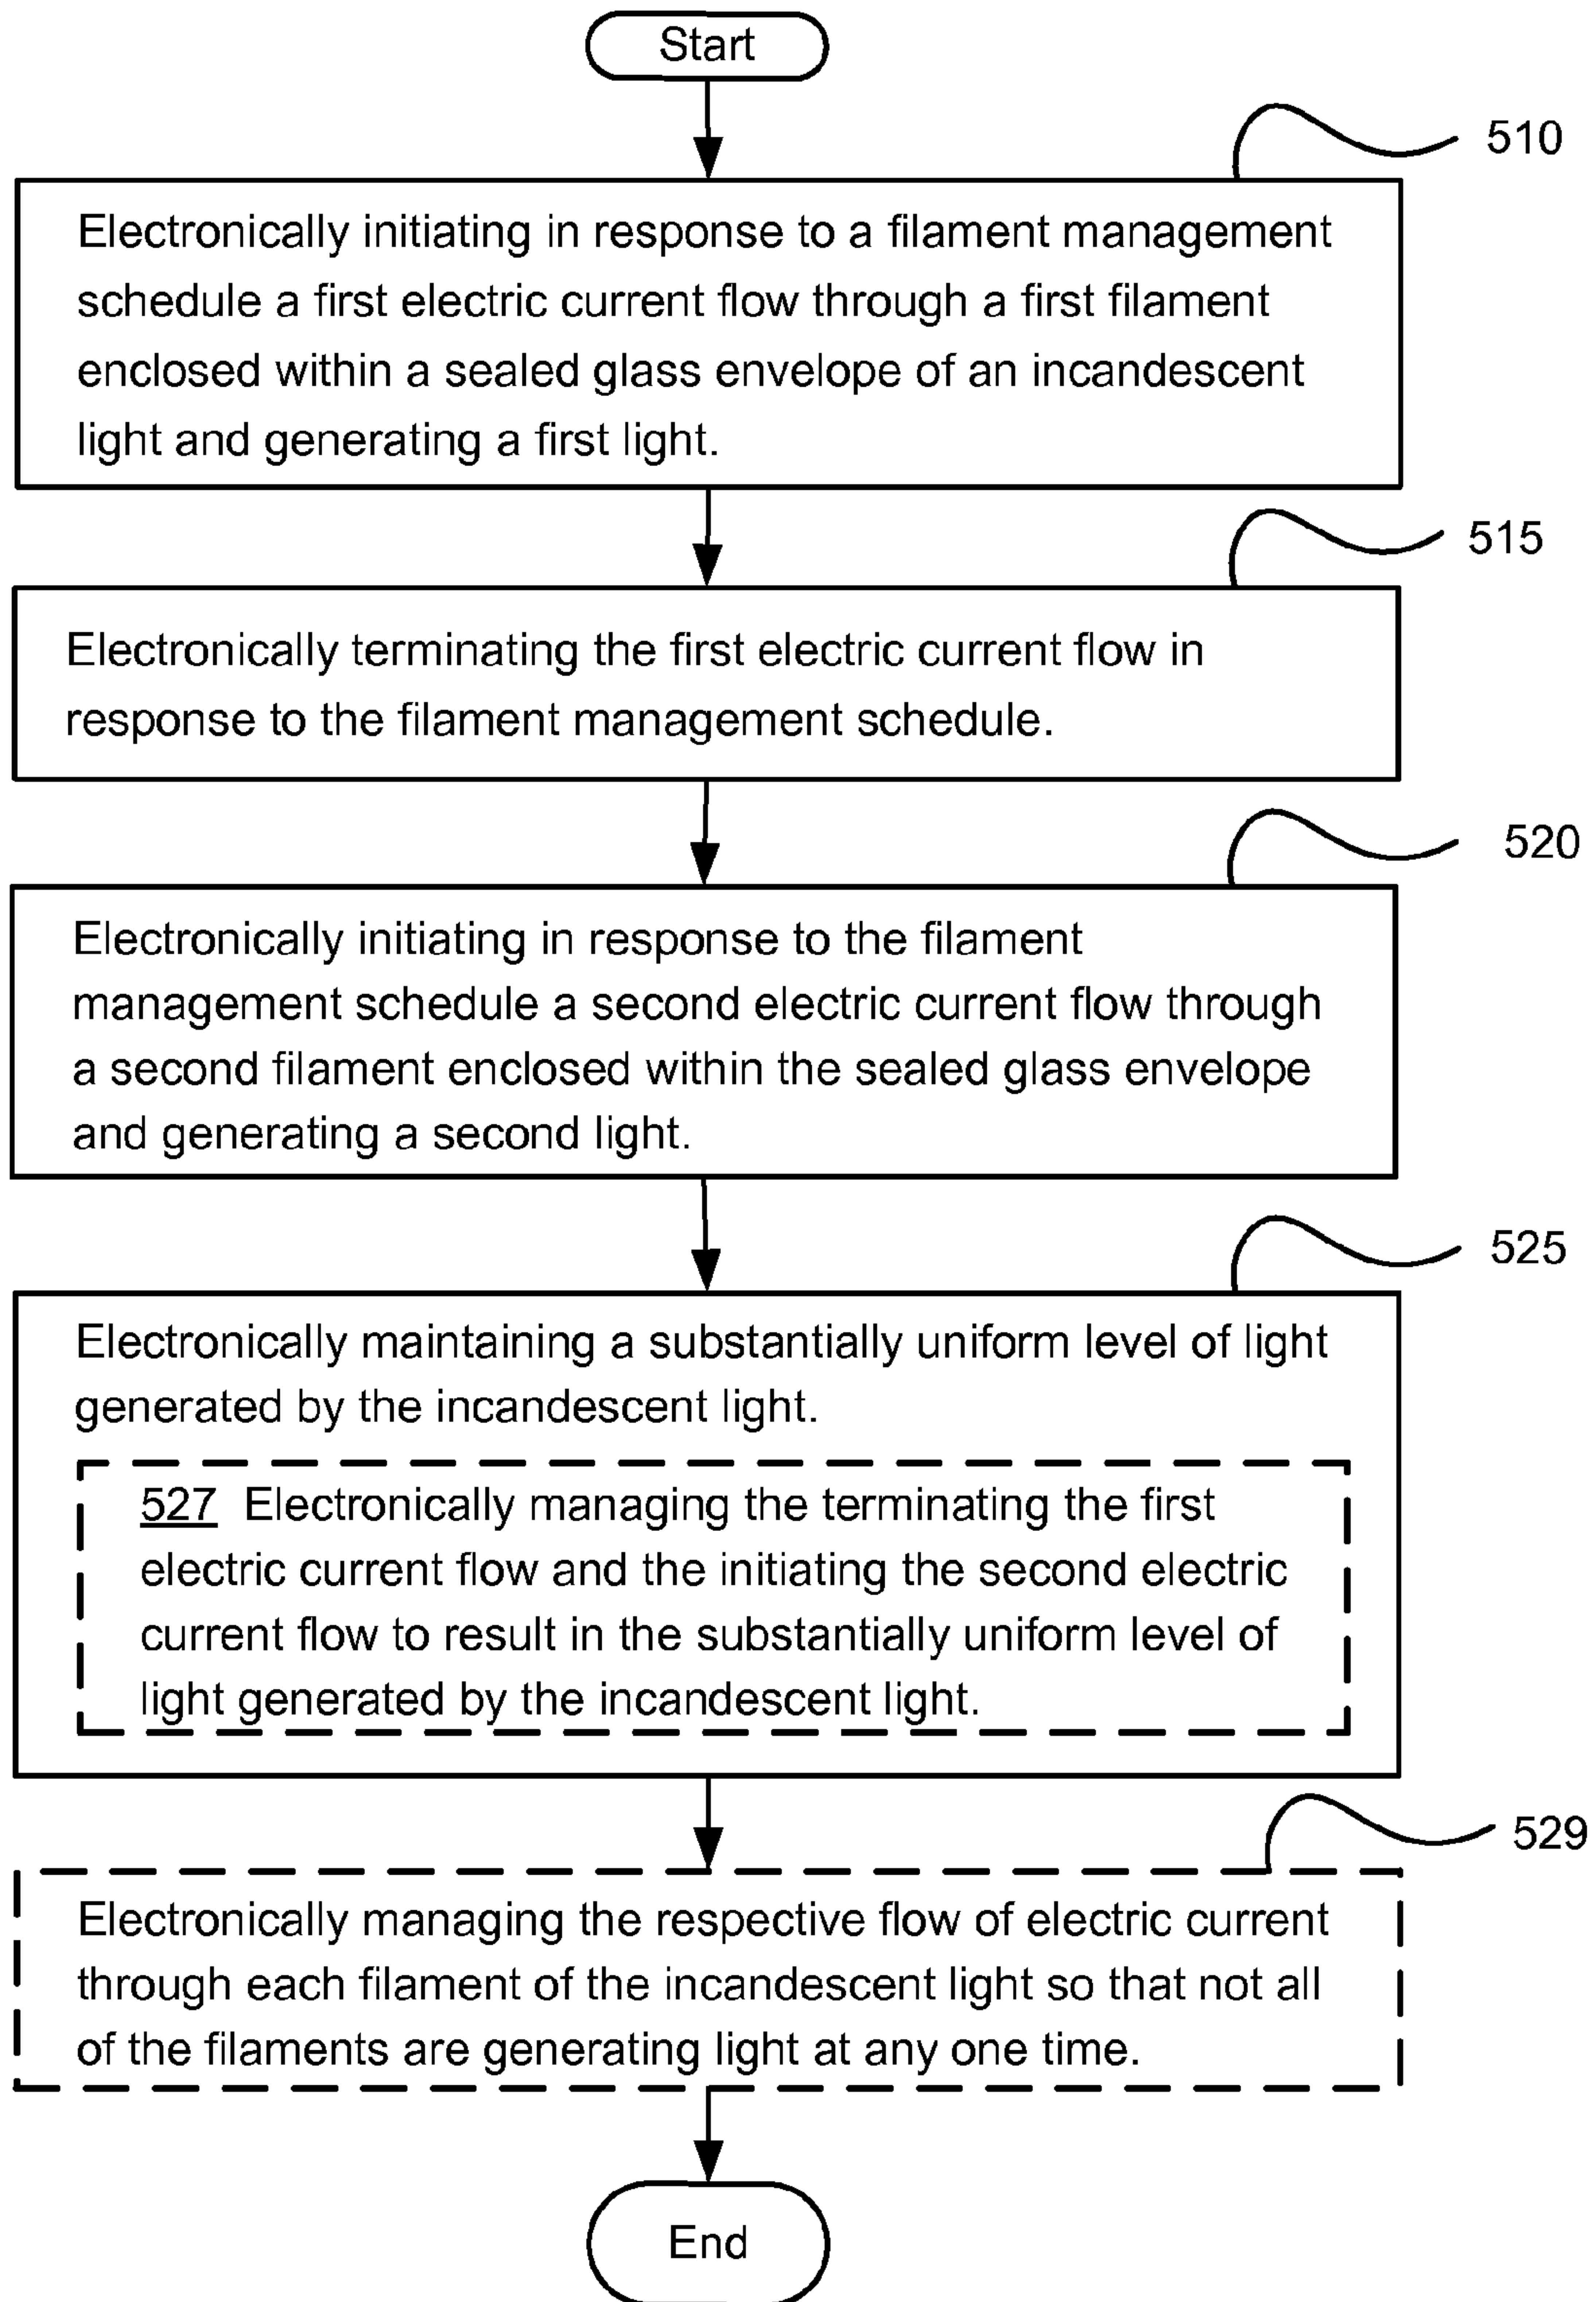 Start
510
Electronically initiating in response to a filament management
schedule a first electric current flow through a first filament
enclosed within a sealed glass envelope of an incandescent
light and generating a first light.
515
Electronically terminating the first electric current flow in
response to the filament management schedule.
520
Electronically initiating in response to the filament
management schedule a second electric current flow through
a second filament enclosed within the sealed glass envelope
and generating a second light.
525
Electronically maintaining a substantially uniform level of light
generated by the incandescent light.
527 Electronically managing the terminating the first
electric current flow and the initiating the second electric
current flow to result in the substantially uniform level of
light generated by the incandescent light.
529
Electronically managing the respective flow of electric current
through each filament of the incandescent light so that not all
of the filaments are generating light at any one time.
End